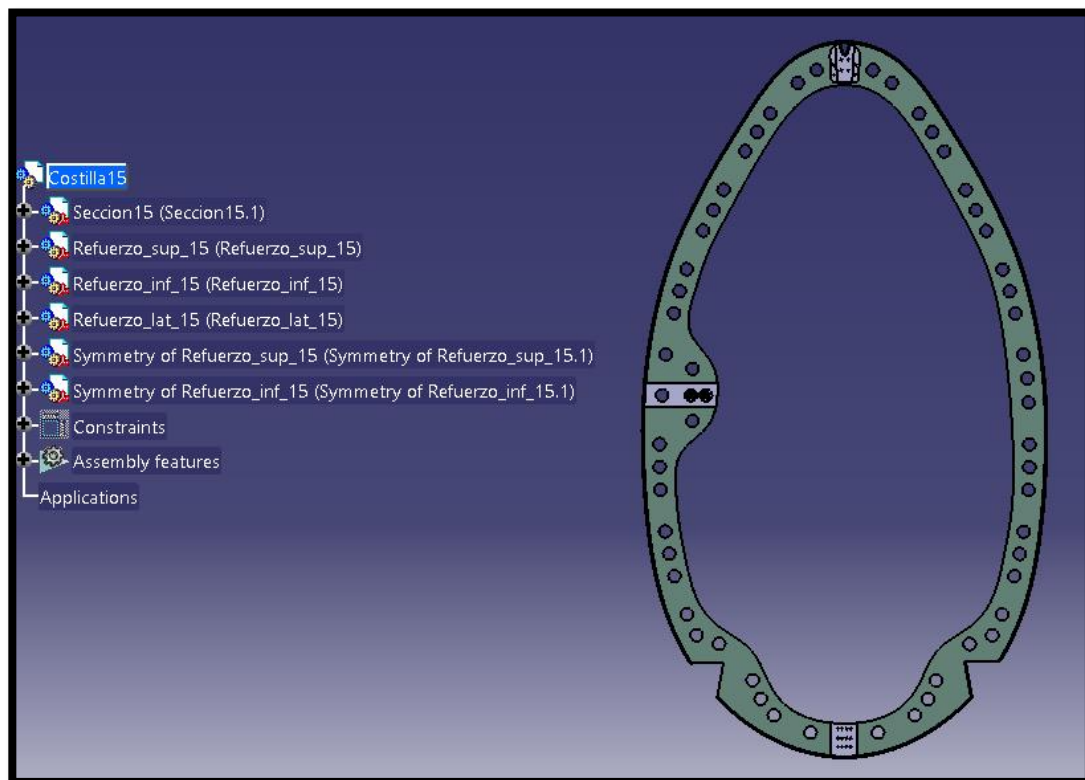 Costilla15
Seccion15 (Seccion15.1)
Refuerzo_sup_15 (Refuerzo_sup_15)
Refuerzo_inf_15 (Refuerzo_inf_15)
Refuerzo_lat_15 (Refuerzo_lat_15)
Symmetry of Refuerzo_sup_15 (Symmetry of Refuerzo_sup_15.1)
Symmetry of Refuerzo_inf_15 (Symmetry of Refuerzo_inf_15.1)
Constraints
Assembly features
Applications